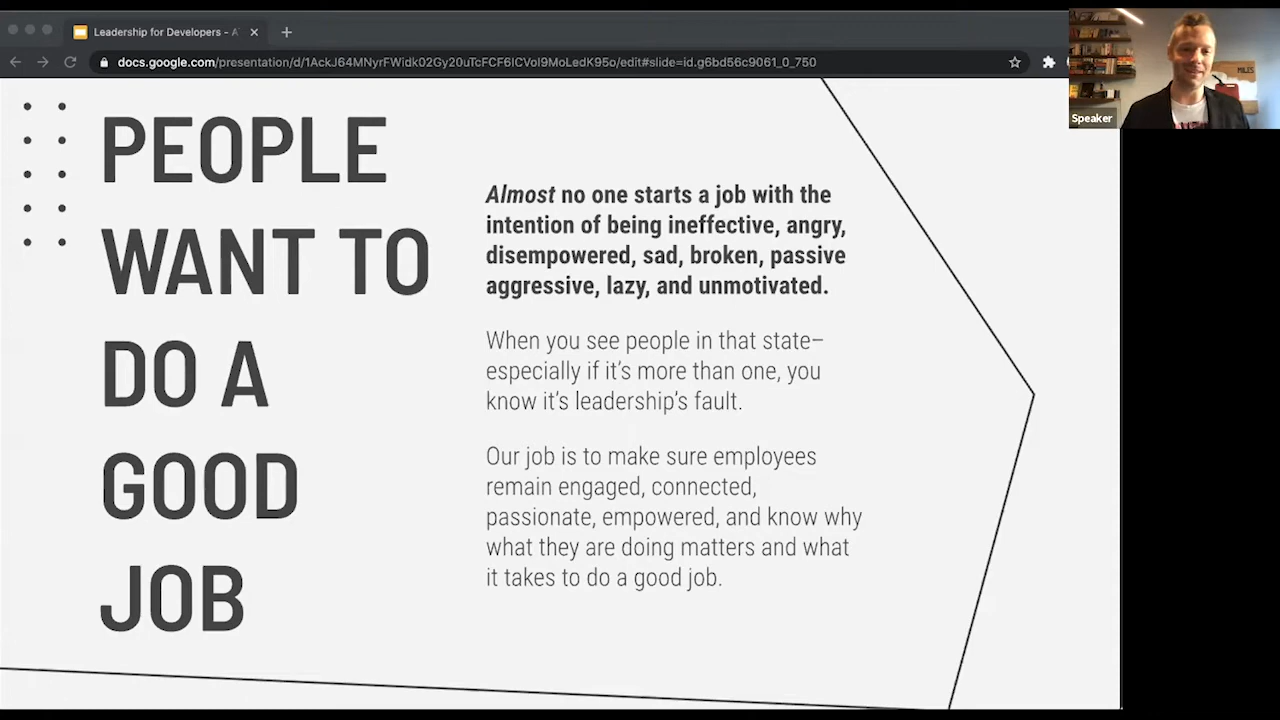 Leadership for Developers - A
docs.google.com/presentation/d/1AckJ64MNyrFWidk02Gy20uTcFCF6ICVoI9MoLedK95o/edit#slide=id.g6bd56c9061_0_750
MILES
Speaker
PEOPLE
WANT TO
DO A
GOOD
JOB
Almost no one starts a job with the
intention of being ineffective, angry,
disempowered, sad, broken, passive
aggressive, lazy, and unmotivated.
When you see people in that state–
especially if it's more than one, you
know it's leadership's fault.
Our job is to make sure employees
remain engaged, connected,
passionate, empowered, and know why
what they are doing matters and what
it takes to do a good job.